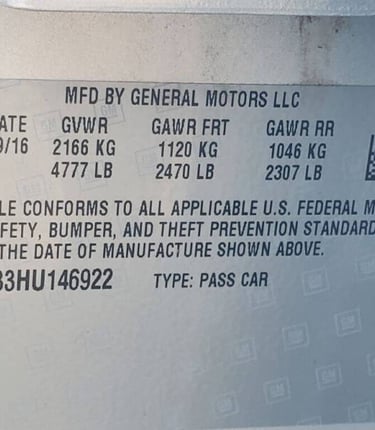 MFD BY GENERAL MOTORS LLC
ATE GVWR GAWR FRT GAWR RR
9/16 2166 KG 1120 KG 1046 KG
4777 LB 2470 LB 2307 LB
LE CONFORMS TO ALL APPLICABLE U.S. FEDERAL M
FETY, BUMPER, AND THEFT PREVENTION STANDARD
THE DATE OF MANUFACTURE SHOWN ABOVE.
33HU146922 TYPE: PASS CAR